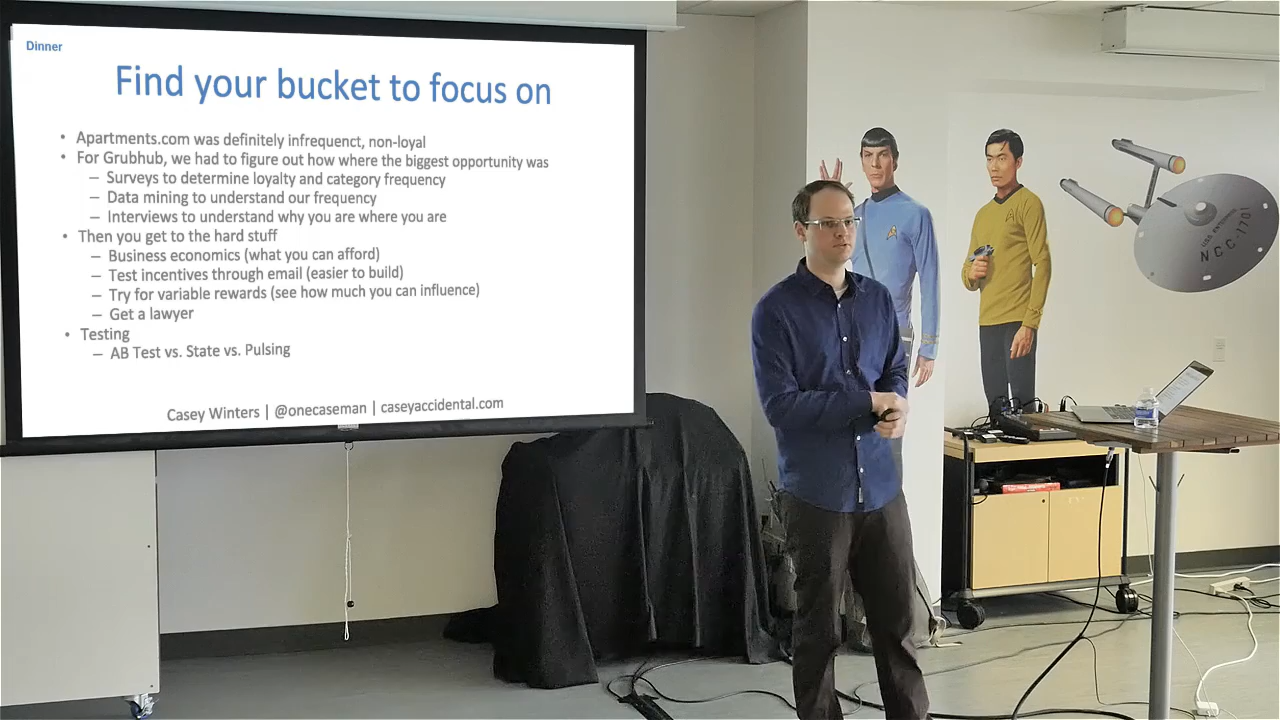 Dinner
Find your bucket to focus on
• Apartments.com was definitely infrequenct, non-loyal
• For Grubhub, we had to figure out how where the biggest opportunity was
– Surveys to determine loyalty and category frequency
– Data mining to understand our frequency
– Interviews to understand why you are where you are
• Then you get to the hard stuff
– Business economics (what you can afford)
– Test incentives through email (easier to build)
– Try for variable rewards (see how much you can influence)
– Get a lawyer
• Testing
– AB Test vs. State vs. Pulsing
Casey Winters | @onecaseman | caseyaccidental.com
USS ENTERPRISE
NCC-1701